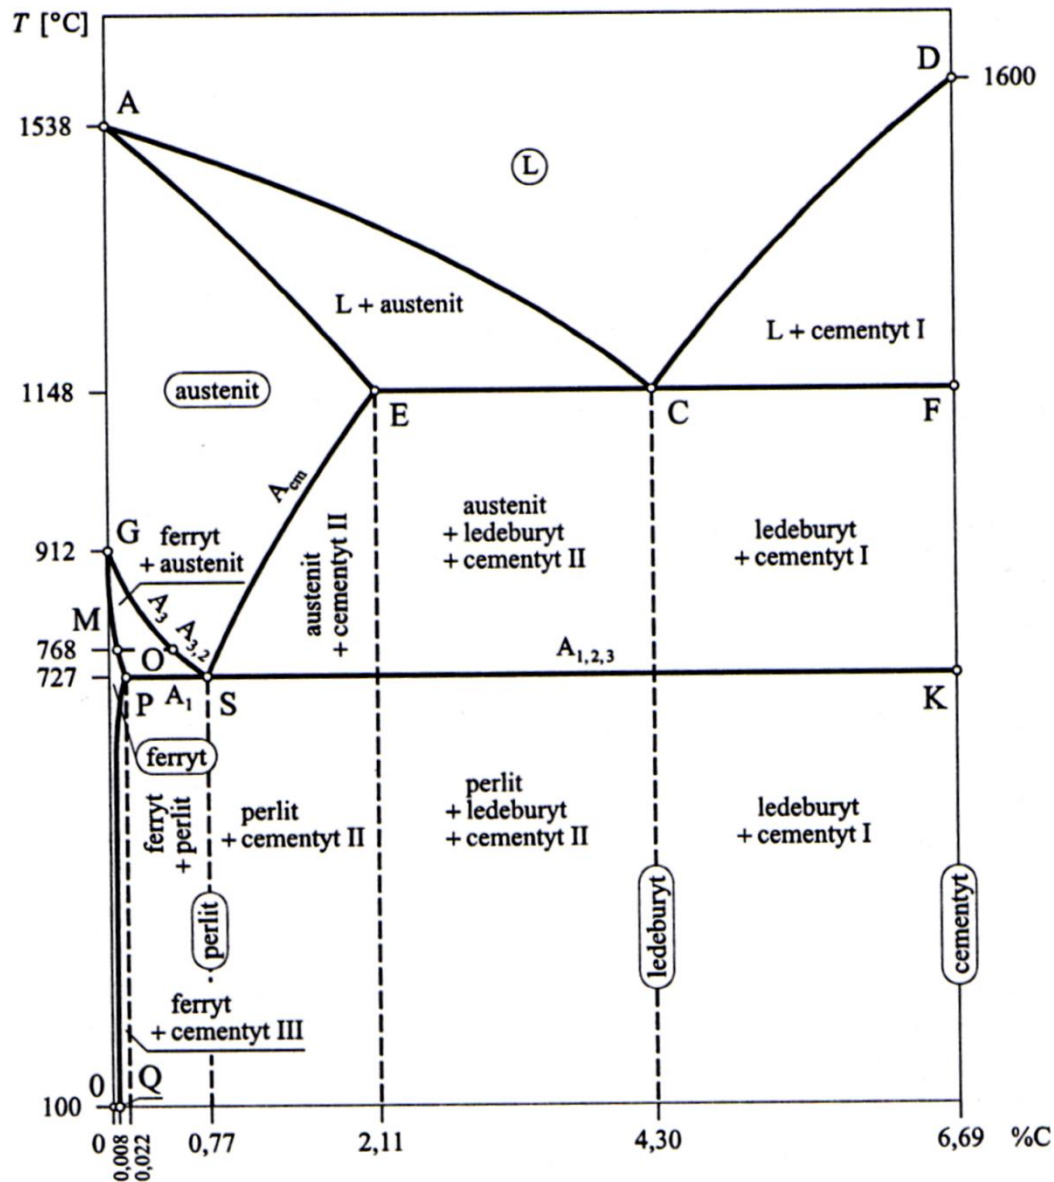 T [°C]
D
1600
A
1538
L
L + austenit
L + cementyt I
1148
austenit
E
C
F
A_cm
G
ferryt
+ austenit
912
austenit
+ cementyt II
austenit
+ ledeburyt
+ cementyt II
ledeburyt
+ cementyt I
M
A_3
A_3,2
768
O
727
A_1,2,3
P
A_1
S
K
ferryt
ferryt
+ perlit
perlit
+ cementyt II
perlit
+ ledeburyt
+ cementyt II
ledeburyt
+ cementyt I
perlit
ledeburyt
cementyt
ferryt
+ cementyt III
0
Q
100
0
0,008
0,022
0,77
2,11
4,30
6,69
%C